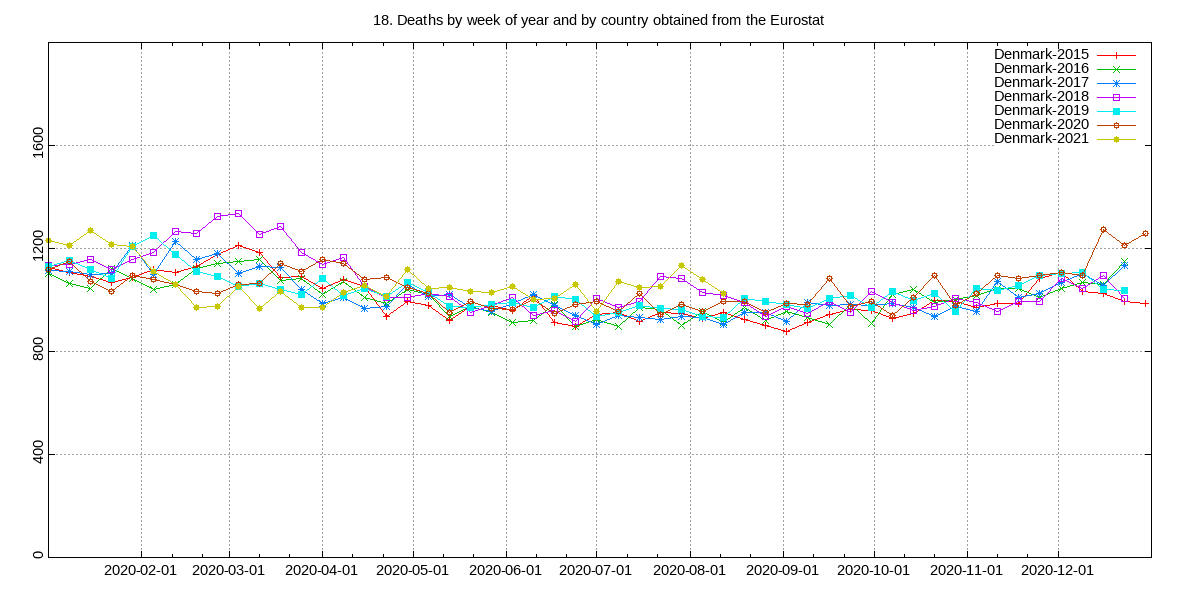 18. Deaths by week of year and by country obtained from the Eurostat
Denmark-2015
Denmark-2016
Denmark-2017
Denmark-2018
Denmark-2019
Denmark-2020
Denmark-2021
1600
1200
800
400
0
2020-02-01 2020-03-01 2020-04-01 2020-05-01 2020-06-01 2020-07-01 2020-08-01 2020-09-01 2020-10-01 2020-11-01 2020-12-01